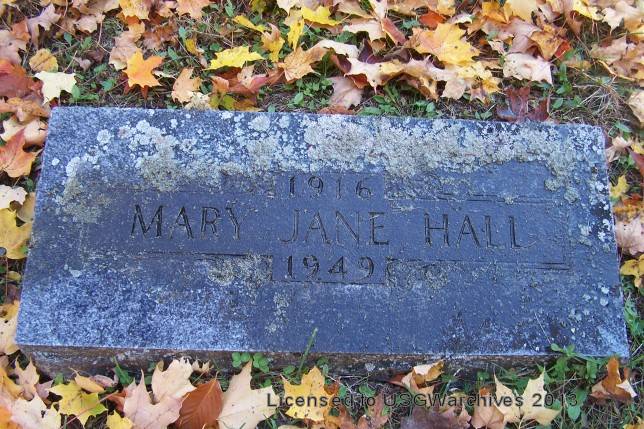 1916
MARY JANE HALL
1949
Licensed to USGWarchives 2013